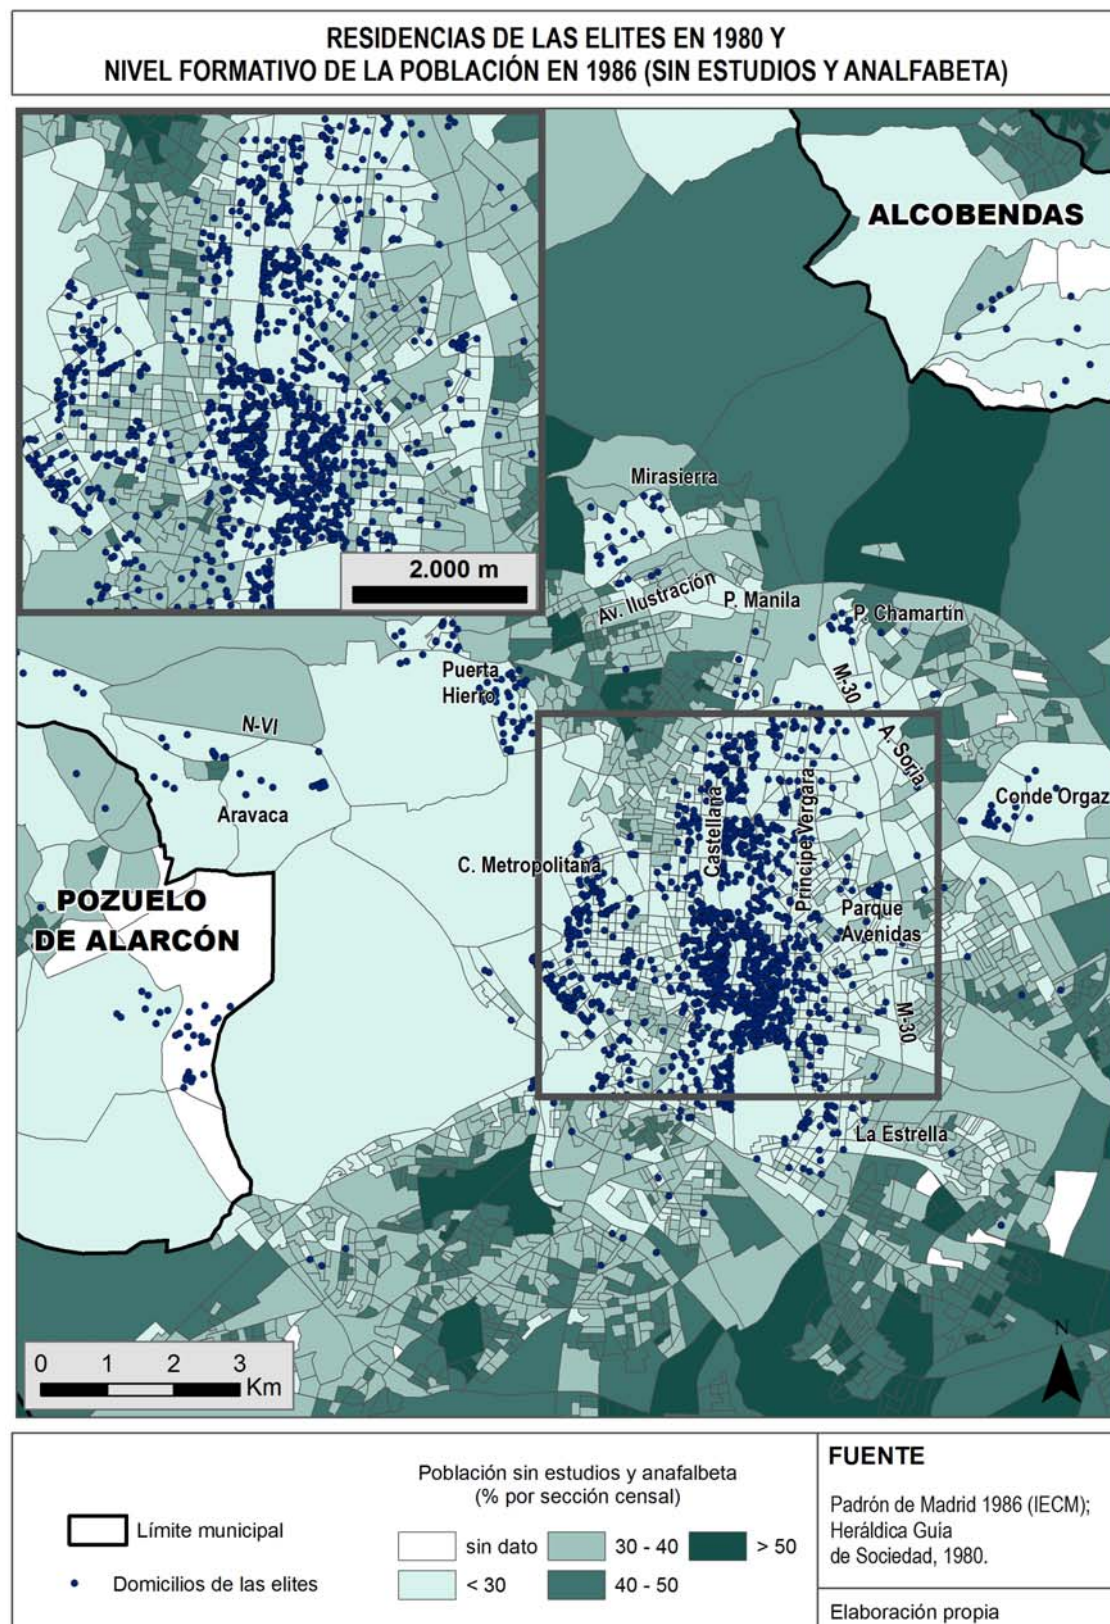 RESIDENCIAS DE LAS ELITES EN 1980 Y
NIVEL FORMATIVO DE LA POBLACIÓN EN 1986 (SIN ESTUDIOS Y ANALFABETA)
ALCOBENDAS
2.000 m
Mirasierra
Av. Ilustración
P. Manila
P. Chamartín
Puerta
Hierro
M-30
N-VI
A. Soria
Aravaca
Castellana
Principe Vergara
Conde Orgaz
C. Metropolitana
POZUELO
DE ALARCÓN
Parque
Avenidas
M-30
La Estrella
N
0 1 2 3
Km
Límite municipal
Domicilios de las elites
Población sin estudios y anafalbeta
(% por sección censal)
sin dato
30 - 40
> 50
< 30
40 - 50
FUENTE
Padrón de Madrid 1986 (IECM);
Heráldica Guía
de Sociedad, 1980.
Elaboración propia